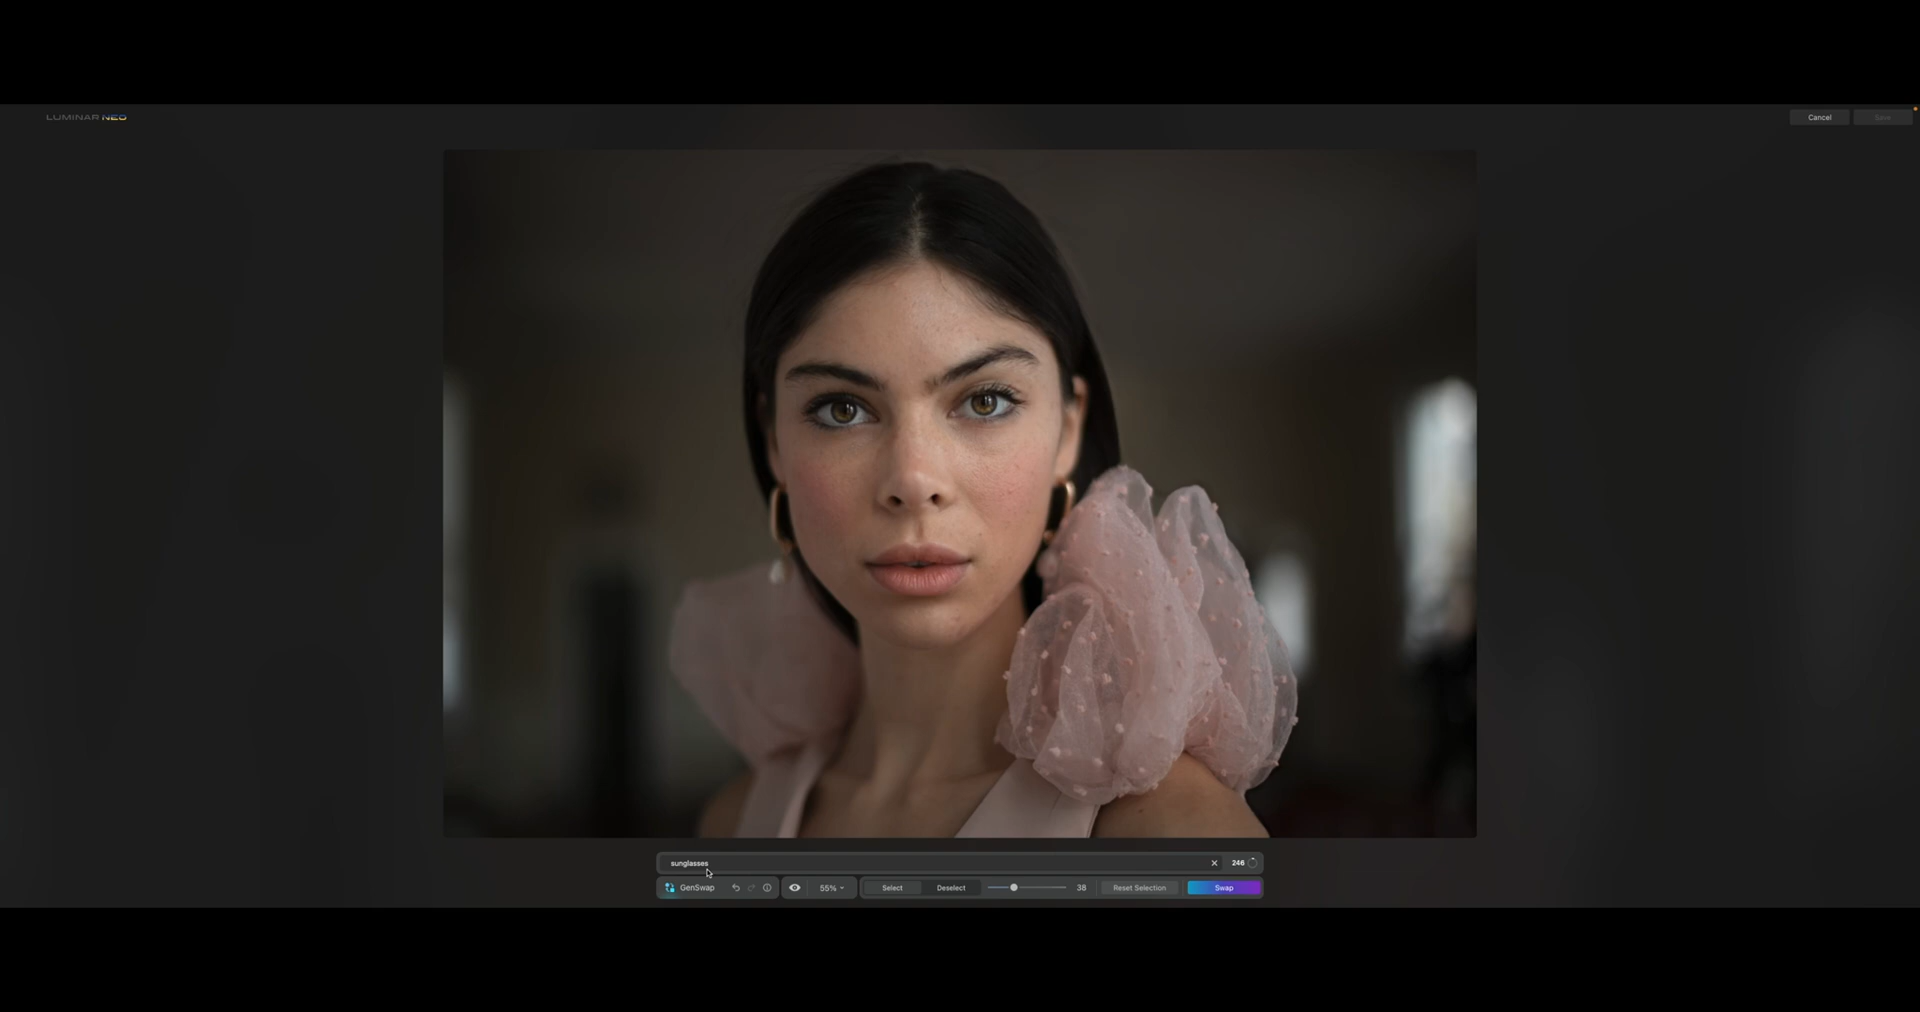 LUMINAR NEO
Cancel
Save
sunglasses
246
GenSwap
55%
Select
Deselect
38
Reset Selection
Swap